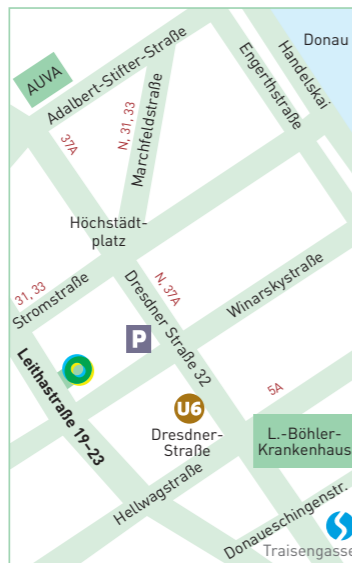 Donau
AUVA
Adalbert-Stifter-Straße
Engerthstraße
Handelskai
37A
N, 31, 33
Marchfeldstraße
Höchstädt-
platz
31, 33
Stromstraße
Dresdner Straße 32
N, 37A
Winarskystraße
P
Leithastraße 19–23
U6
Dresdner-
Straße
5A
L.-Böhler-
Krankenhaus
Hellwagstraße
Donaueschingenstr.
S
Traisengasse